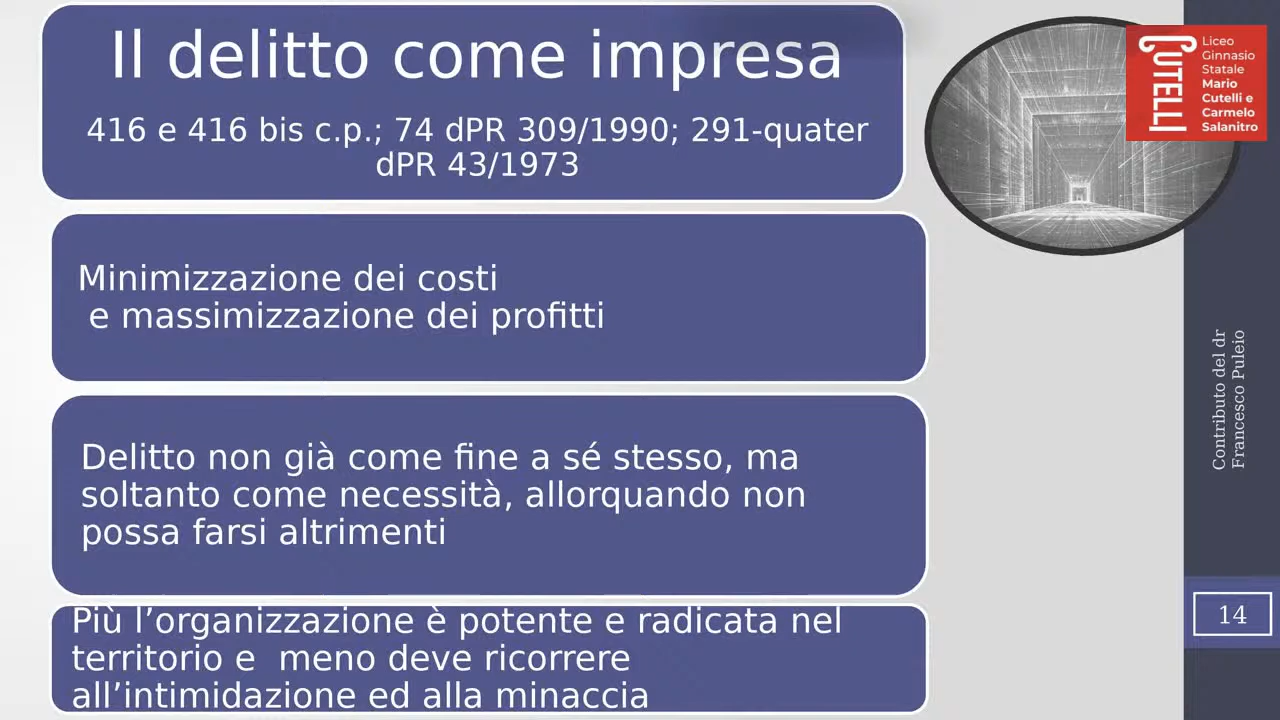 Il delitto come impresa
416 e 416 bis c.p.; 74 dPR 309/1990; 291-quater
dPR 43/1973
Minimizzazione dei costi
e massimizzazione dei profitti
Delitto non già come fine a sé stesso, ma
soltanto come necessità, allorquando non
possa farsi altrimenti
Più l’organizzazione è potente e radicata nel
territorio e  meno deve ricorrere
all’intimidazione ed alla minaccia
CUTELLI
Liceo
Ginnasio
Statale
Mario
Cutelli e
Carmelo
Salanitro
Contributo del dr
Francesco Puleio
14